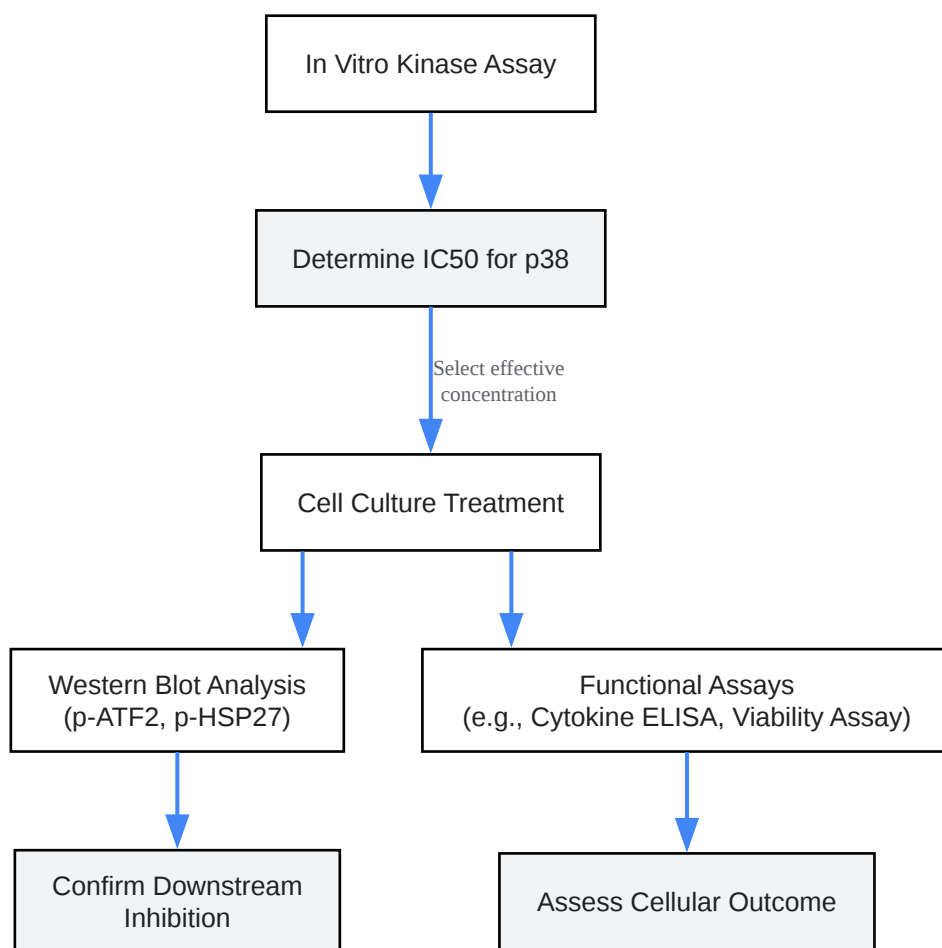 In Vitro Kinase Assay
Determine IC50 for p38
Select effective
concentration
Cell Culture Treatment
Western Blot Analysis
(p-ATF2, p-HSP27)
Functional Assays
(e.g., Cytokine ELISA, Viability Assay)
Confirm Downstream
Inhibition
Assess Cellular Outcome